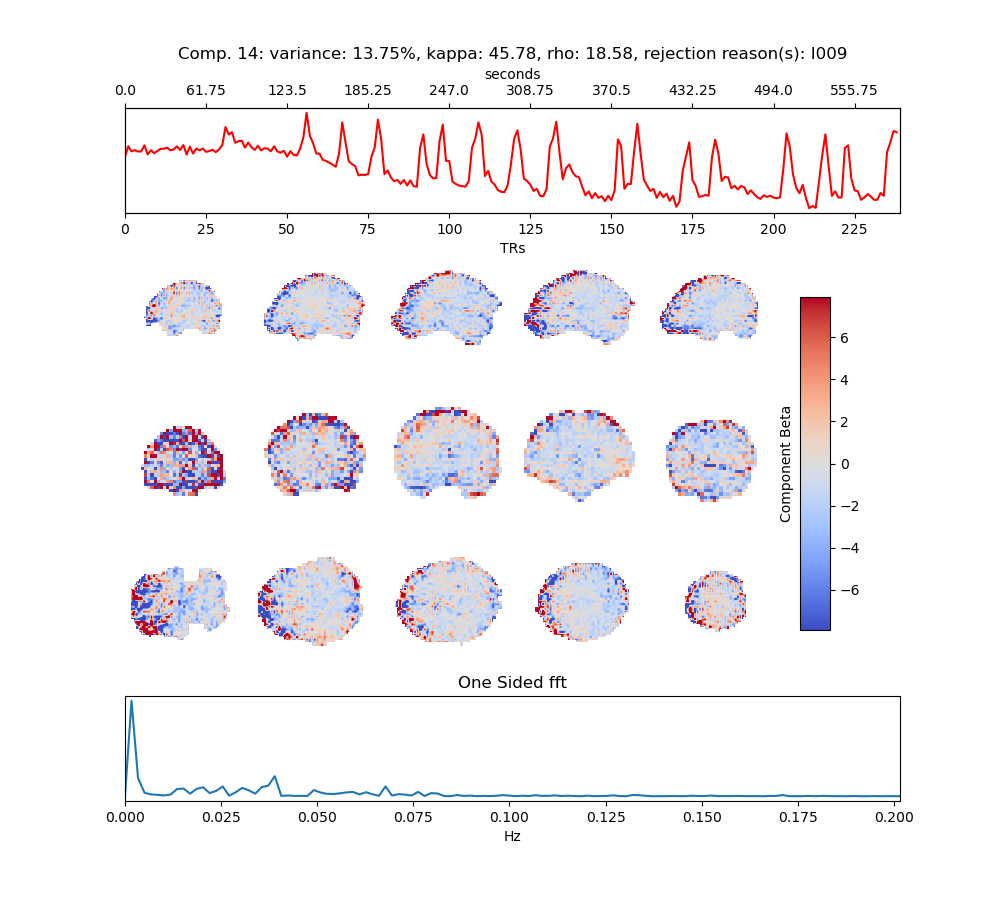 Comp. 14: variance: 13.75%, kappa: 45.78, rho: 18.58, rejection reason(s): I009
seconds
0.0 61.75 123.5 185.25 247.0 308.75 370.5 432.25 494.0 555.75
0 25 50 75 100 125 150 175 200 225
TRs
6
4
2
0
−2
−4
−6
Component Beta
One Sided fft
0.000 0.025 0.050 0.075 0.100 0.125 0.150 0.175 0.200
Hz